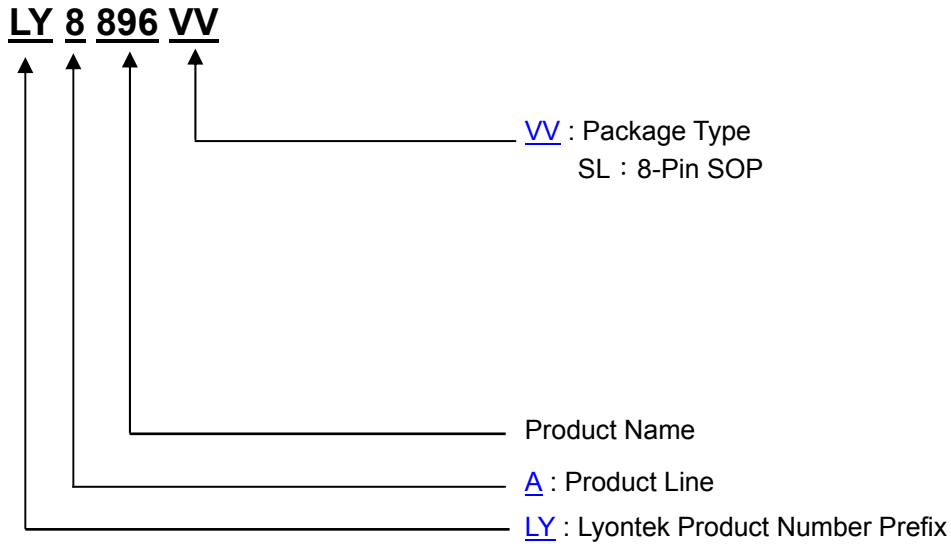 LY 8 896 VV
VV : Package Type
SL：8-Pin SOP
Product Name
A : Product Line
LY : Lyontek Product Number Prefix